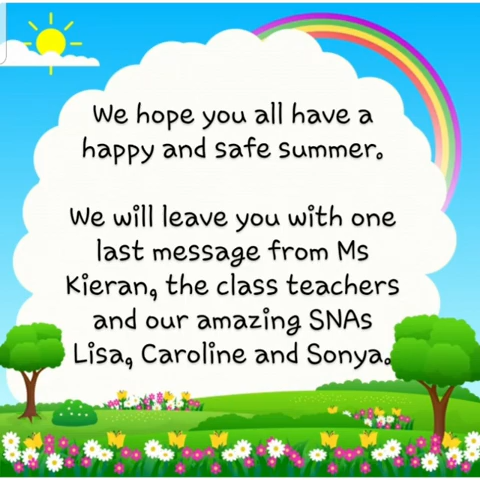 We hope you all have a
happy and safe summer.
We will leave you with one
last message from Ms
Kieran, the class teachers
and our amazing SNAs
Lisa, Caroline and Sonya.